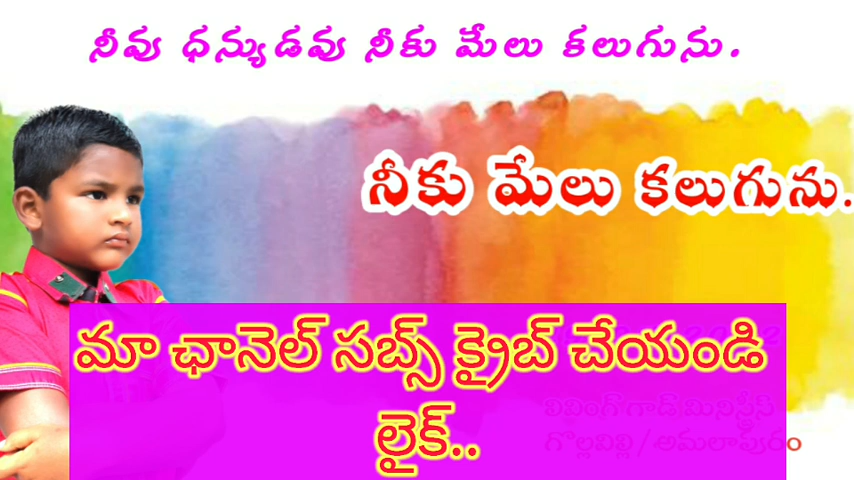 నీవు ధన్యుడవు నీకు మేలు కలుగును.
నీకు మేలు కలుగును.
మా ఛానెల్ సబ్స్ క్రైబ్ చేయండి
లైక్..
లివింగ్ గాడ్ మినిస్ట్రీస్
గొల్లవిల్లి/అమలాపురం